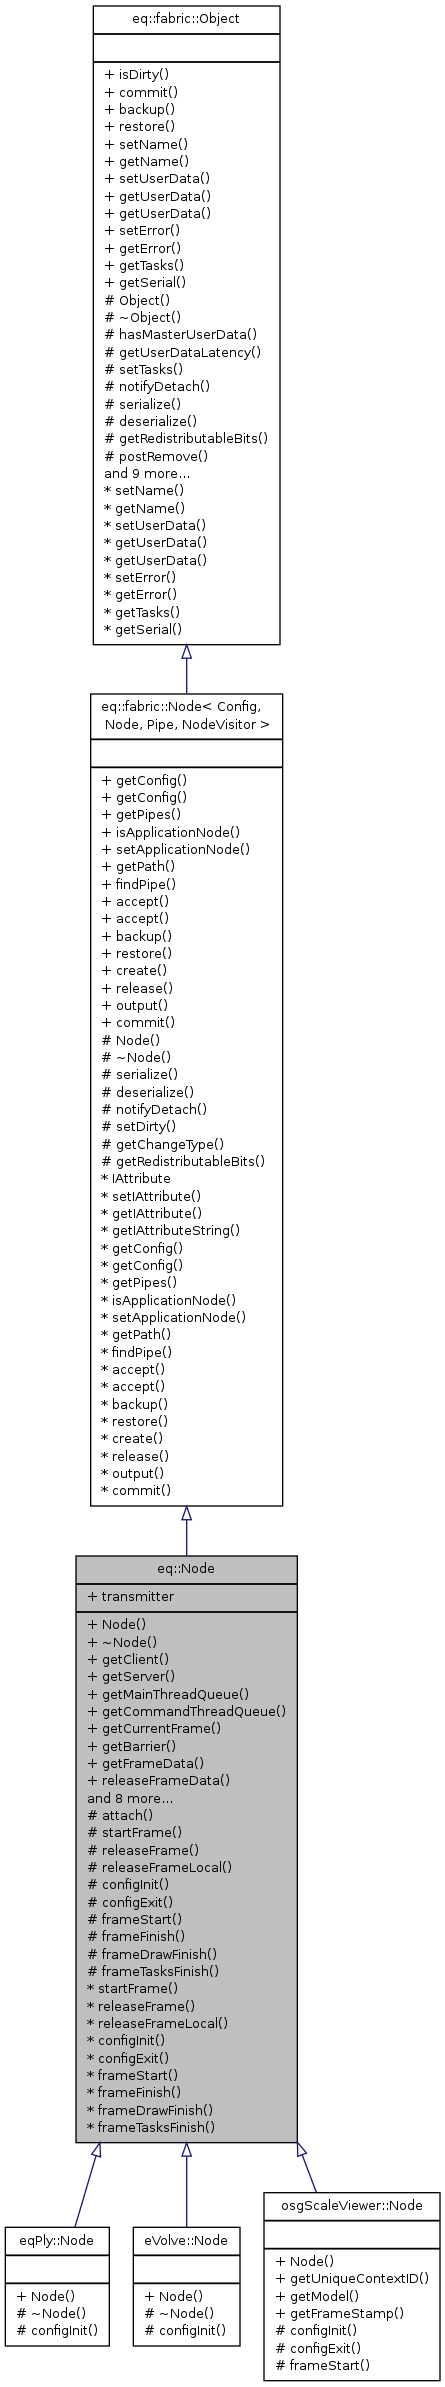 eq::fabric::Object
+ isDirty()
+ commit()
+ backup()
+ restore()
+ setName()
+ getName()
+ setUserData()
+ getUserData()
+ getUserData()
+ setError()
+ getError()
+ getTasks()
+ getSerial()
# Object()
# ~Object()
# hasMasterUserData()
# getUserDataLatency()
# setTasks()
# notifyDetach()
# serialize()
# deserialize()
# getRedistributableBits()
# postRemove()
and 9 more...
* setName()
* getName()
* setUserData()
* getUserData()
* getUserData()
* setError()
* getError()
* getTasks()
* getSerial()
eq::fabric::Node< Config,
Node, Pipe, NodeVisitor >
+ getConfig()
+ getConfig()
+ getPipes()
+ isApplicationNode()
+ setApplicationNode()
+ getPath()
+ findPipe()
+ accept()
+ accept()
+ backup()
+ restore()
+ create()
+ release()
+ output()
+ commit()
# Node()
# ~Node()
# serialize()
# deserialize()
# notifyDetach()
# setDirty()
# getChangeType()
# getRedistributableBits()
* IAttribute
* setIAttribute()
* getIAttribute()
* getIAttributeString()
* getConfig()
* getConfig()
* getPipes()
* isApplicationNode()
* setApplicationNode()
* getPath()
* findPipe()
* accept()
* accept()
* backup()
* restore()
* create()
* release()
* output()
* commit()
eq::Node
+ transmitter
+ Node()
+ ~Node()
+ getClient()
+ getServer()
+ getMainThreadQueue()
+ getCommandThreadQueue()
+ getCurrentFrame()
+ getBarrier()
+ getFrameData()
+ releaseFrameData()
and 8 more...
# attach()
# startFrame()
# releaseFrame()
# releaseFrameLocal()
# configInit()
# configExit()
# frameStart()
# frameFinish()
# frameDrawFinish()
# frameTasksFinish()
* startFrame()
* releaseFrame()
* releaseFrameLocal()
* configInit()
* configExit()
* frameStart()
* frameFinish()
* frameDrawFinish()
* frameTasksFinish()
eqPly::Node
+ Node()
# ~Node()
# configInit()
eVolve::Node
+ Node()
# ~Node()
# configInit()
osgScaleViewer::Node
+ Node()
+ getUniqueContextID()
+ getModel()
+ getFrameStamp()
# configInit()
# configExit()
# frameStart()